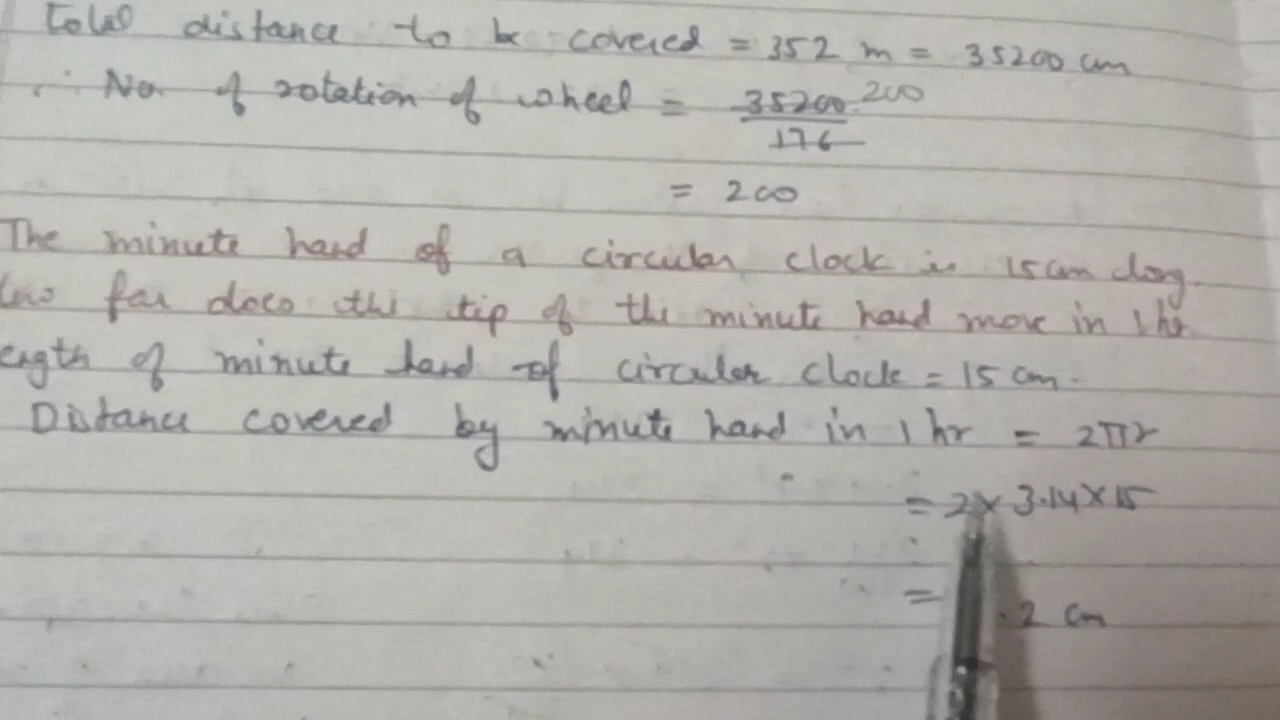 Total distance to be covered = 352 m = 35200 cm
∴ No. of rotation of wheel = 35200 200
176
= 200
The minute hand of a circular clock is 15 cm long.
far does the tip of the minute hand move in 1 hr
ength of minute hand of circular clock = 15 cm.
Distance covered by minute hand in 1 hr = 2πr
= 2 × 3.14 × 15
= .2 cm